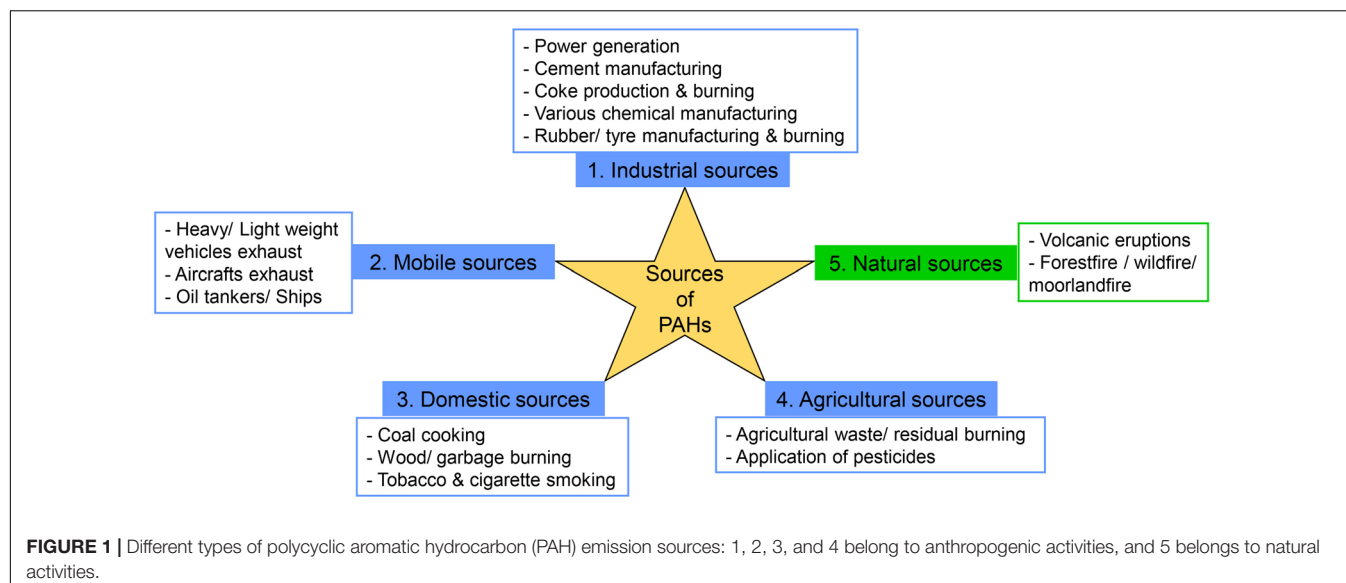 - Power generation
- Cement manufacturing
- Coke production & burning
- Various chemical manufacturing
- Rubber/ tyre manufacturing & burning
1. Industrial sources
- Heavy/ Light weight
vehicles exhaust
- Aircrafts exhaust
- Oil tankers/ Ships
2. Mobile sources
Sources
of
PAHs
5. Natural sources
- Volcanic eruptions
- Forestfire / wildfire/
moorlandfire
3. Domestic sources
- Coal cooking
- Wood/ garbage burning
- Tobacco & cigarette smoking
4. Agricultural sources
- Agricultural waste/ residual burning
- Application of pesticides
FIGURE 1 | Different types of polycyclic aromatic hydrocarbon (PAH) emission sources: 1, 2, 3, and 4 belong to anthropogenic activities, and 5 belongs to natural
activities.